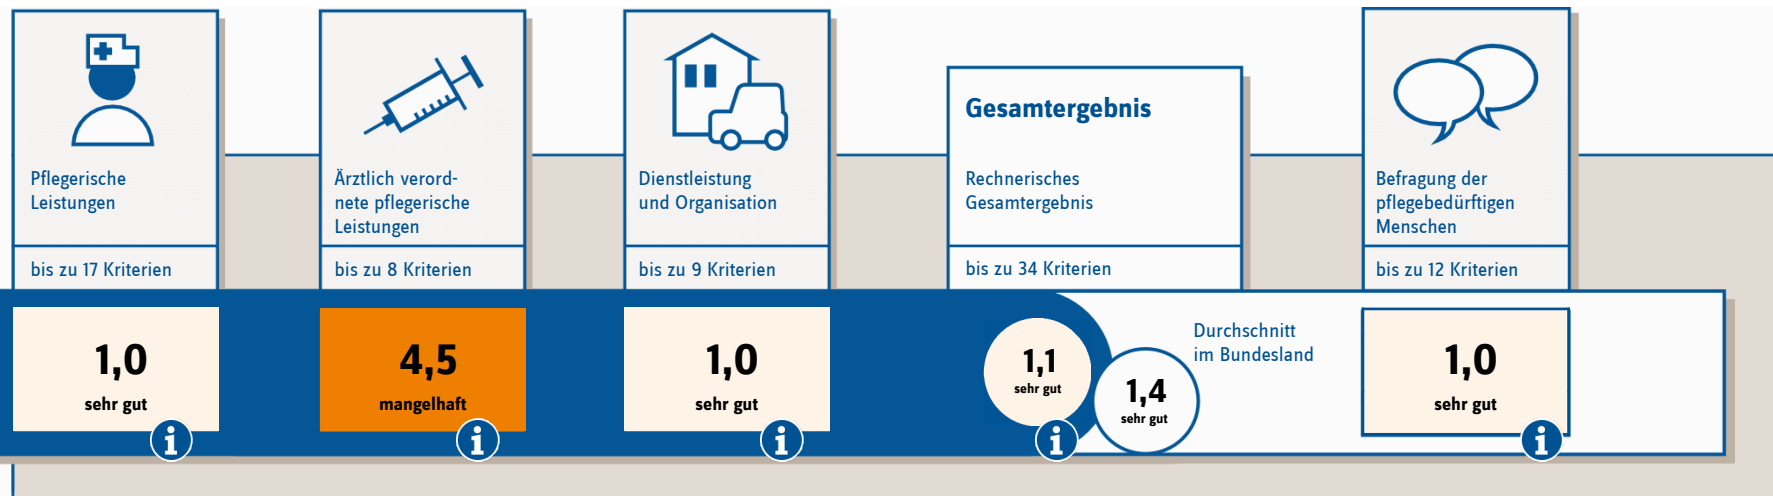 Pflegerische
Leistungen
bis zu 17 Kriterien
1,0
sehr gut
i
Ärztlich verord-
nete pflegerische
Leistungen
bis zu 8 Kriterien
4,5
mangelhaft
i
Dienstleistung
und Organisation
bis zu 9 Kriterien
1,0
sehr gut
i
Gesamtergebnis
Rechnerisches
Gesamtergebnis
bis zu 34 Kriterien
1,1
sehr gut
i
1,4
sehr gut
Durchschnitt
im Bundesland
Befragung der
pflegebedürftigen
Menschen
bis zu 12 Kriterien
1,0
sehr gut
i